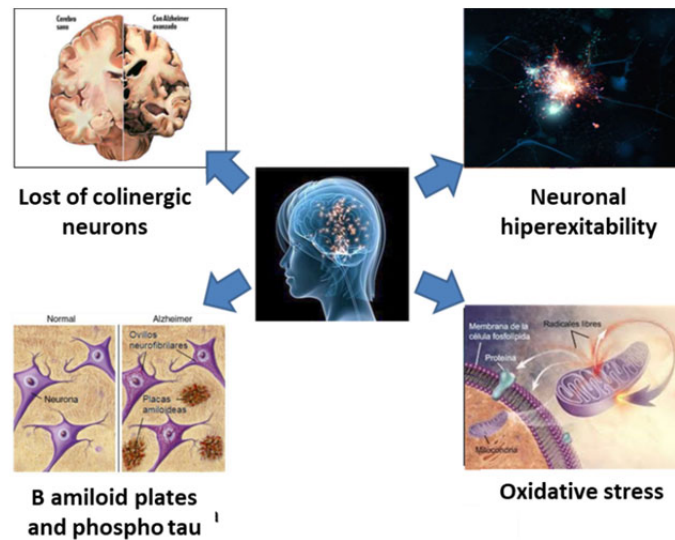 Cerebro
sano
Con Alzheimer
avanzado
Lost of colinergic
neurons
Neuronal
hiperexitability
Normal
Alzheimer
Ovillos
neurofibrilares
Neurona
Placas
amiloideas
B amiloid plates
and phospho tau
Membrana de la
célula fosfolípida
Radicales libres
Proteína
Mitocondria
Oxidative stress